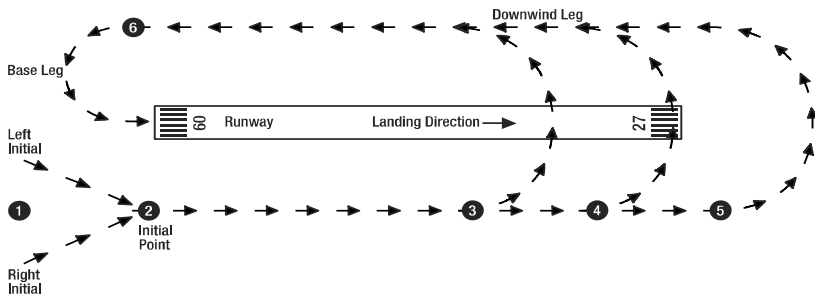 6
Downwind Leg
Base Leg
09
Runway
Landing Direction
27
Left
Initial
1
2
3
4
5
Initial
Point
Right
Initial